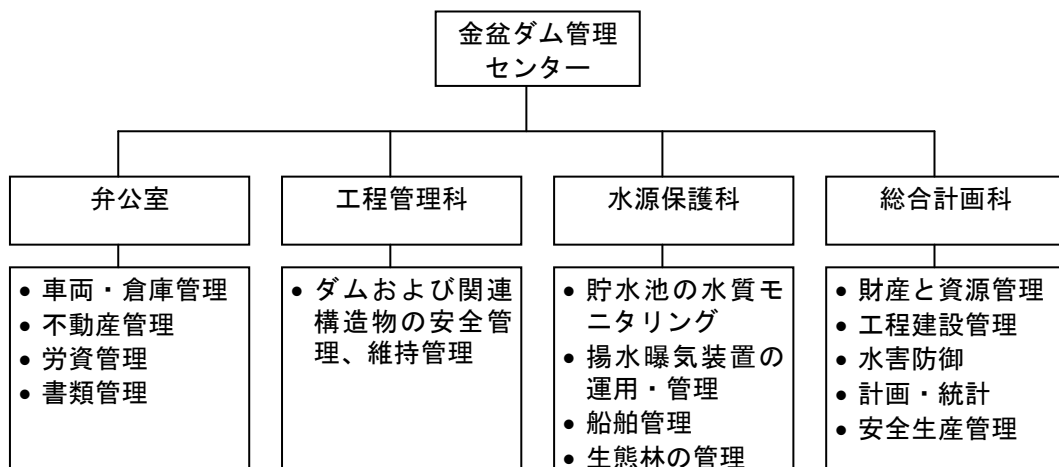 金盆ダム管理
センター
弁公室
工程管理科
水源保護科
総合計画科
• 車両・倉庫管理
• 不動産管理
• 労資管理
• 書類管理
• ダムおよび関連
構造物の安全管
理、維持管理
• 貯水池の水質モ
ニタリング
• 揚水曝気装置の
運用・管理
• 船舶管理
• 生態林の管理
• 財産と資源管理
• 工程建設管理
• 水害防御
• 計画・統計
• 安全生産管理